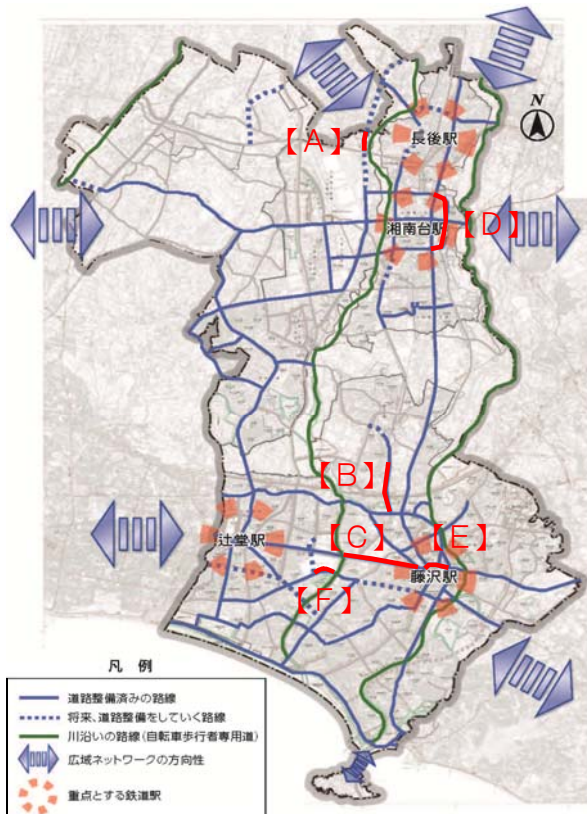 N
【A】
長後駅
湘南台駅
【D】
【B】
【C】
【E】
辻堂駅
藤沢駅
【F】
凡 例
道路整備済みの路線
将来、道路整備をしていく路線
川沿いの路線(自転車歩行者専用道)
広域ネットワークの方向性
重点とする鉄道駅